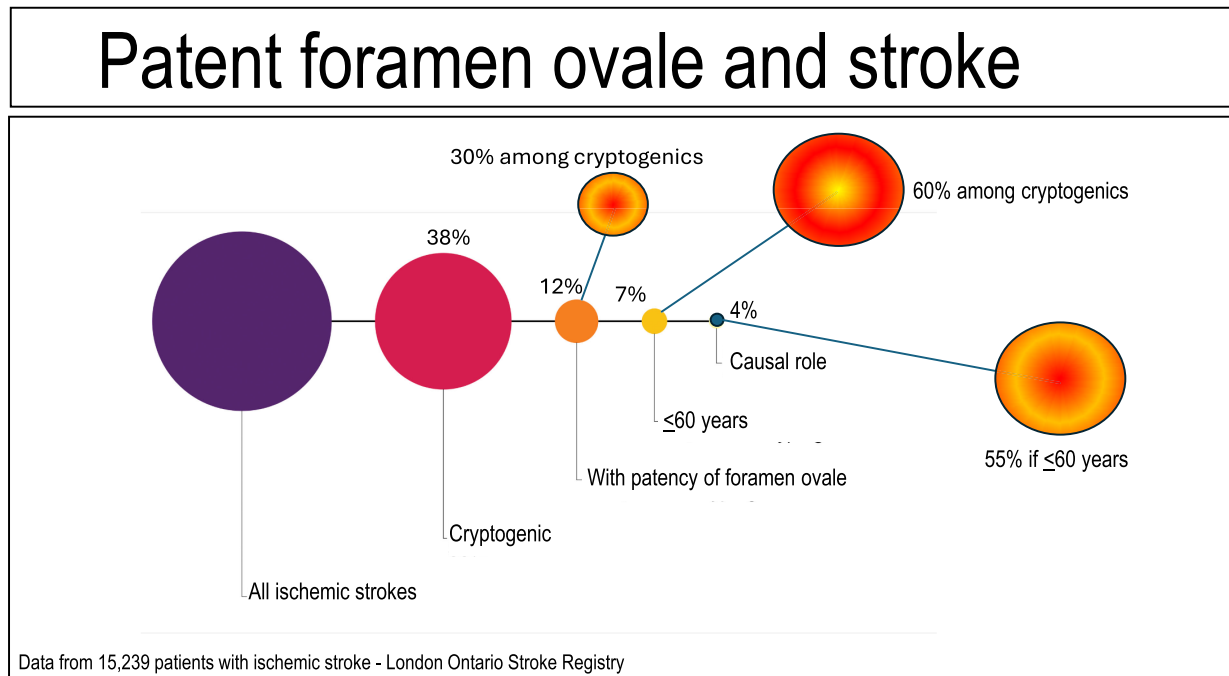 Patent foramen ovale and stroke
30% among cryptogenics
60% among cryptogenics
38%
12%
7%
4%
Causal role
≤60 years
55% if ≤60 years
With patency of foramen ovale
Cryptogenic
All ischemic strokes
Data from 15,239 patients with ischemic stroke - London Ontario Stroke Registry